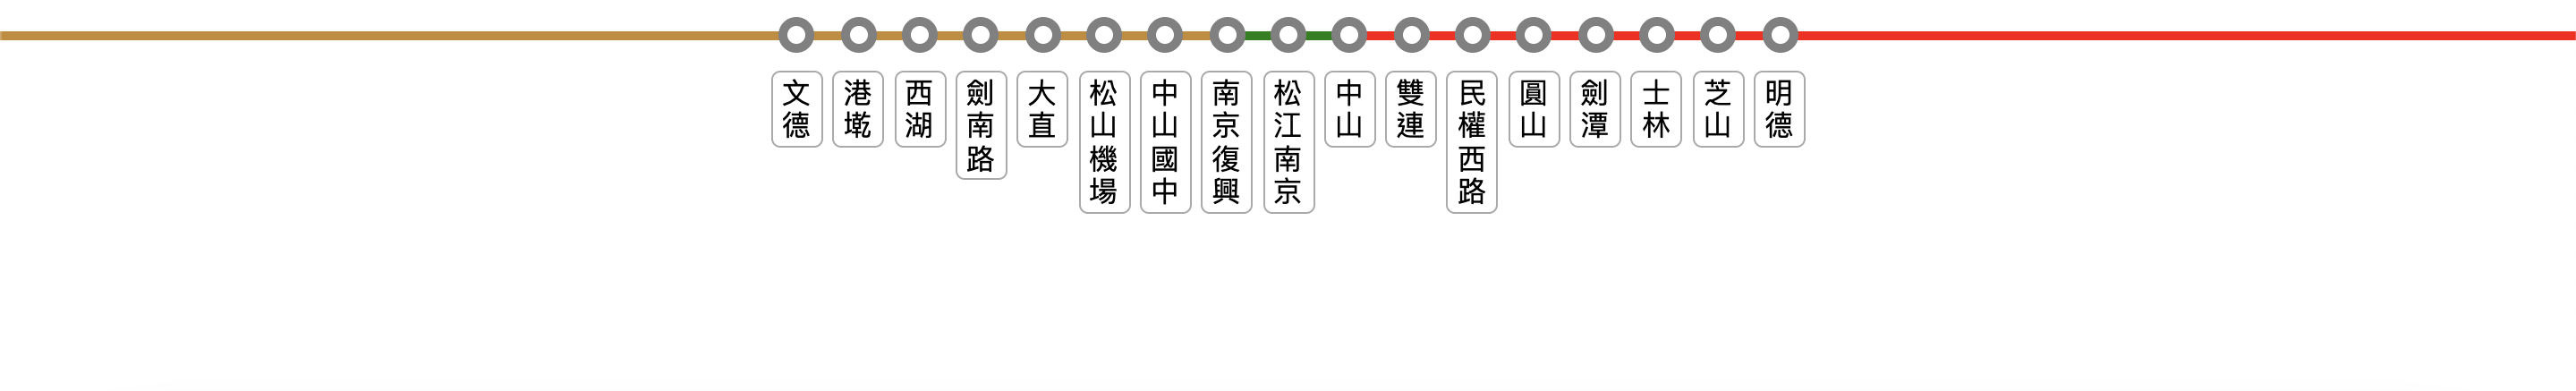 文德
港墘
西湖
劍南路
大直
松山機場
中山國中
南京復興
松江南京
中山
雙連
民權西路
圓山
劍潭
士林
芝山
明德